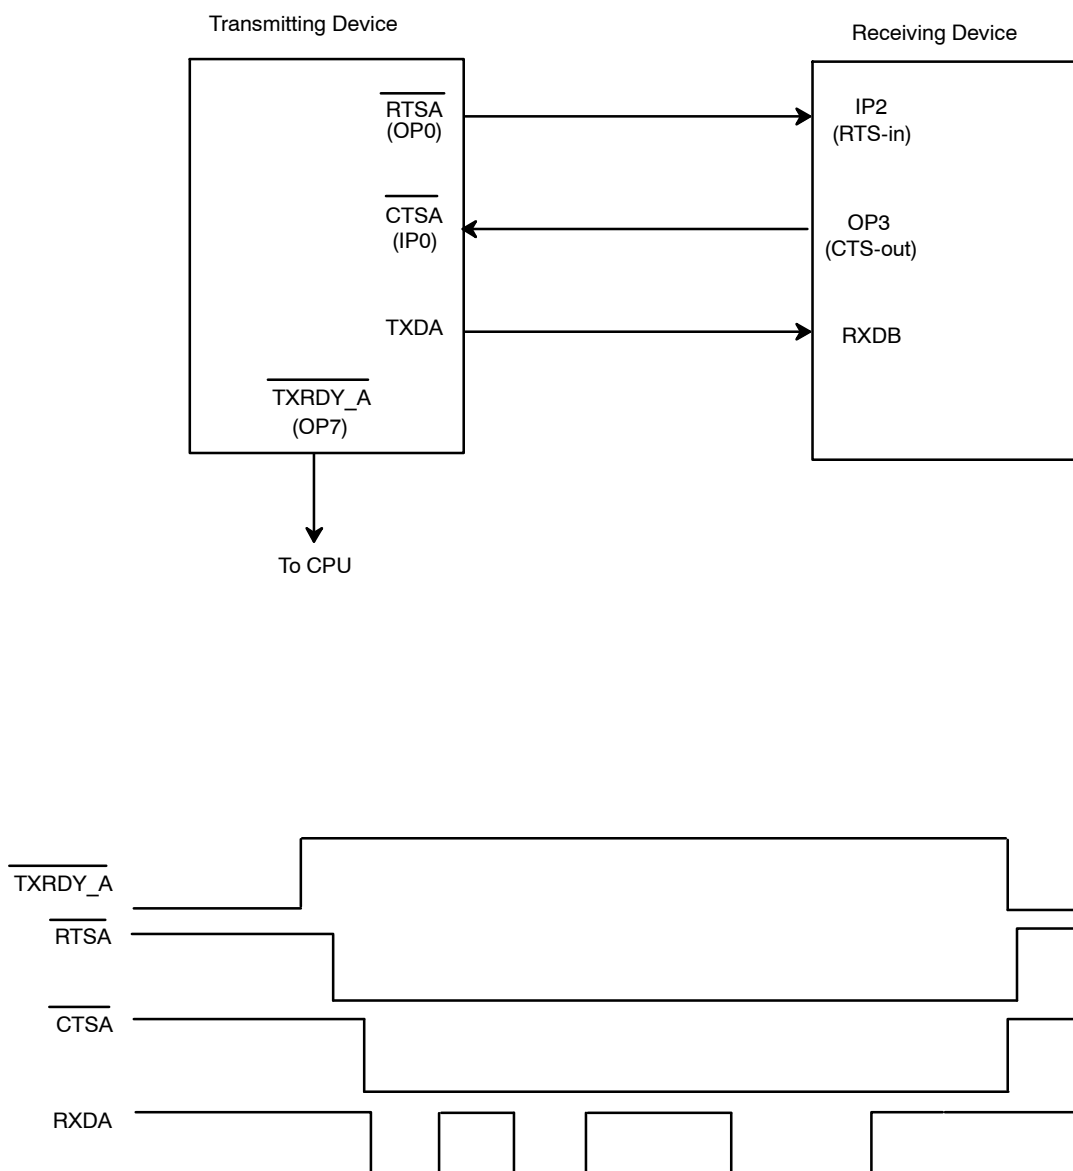 Transmitting Device
Receiving Device
RTSA
(OP0)
IP2
(RTS-in)
CTSA
(IP0)
OP3
(CTS-out)
TXDA
RXDB
TXRDY_A
(OP7)
To CPU
TXRDY_A
RTSA
CTSA
RXDA